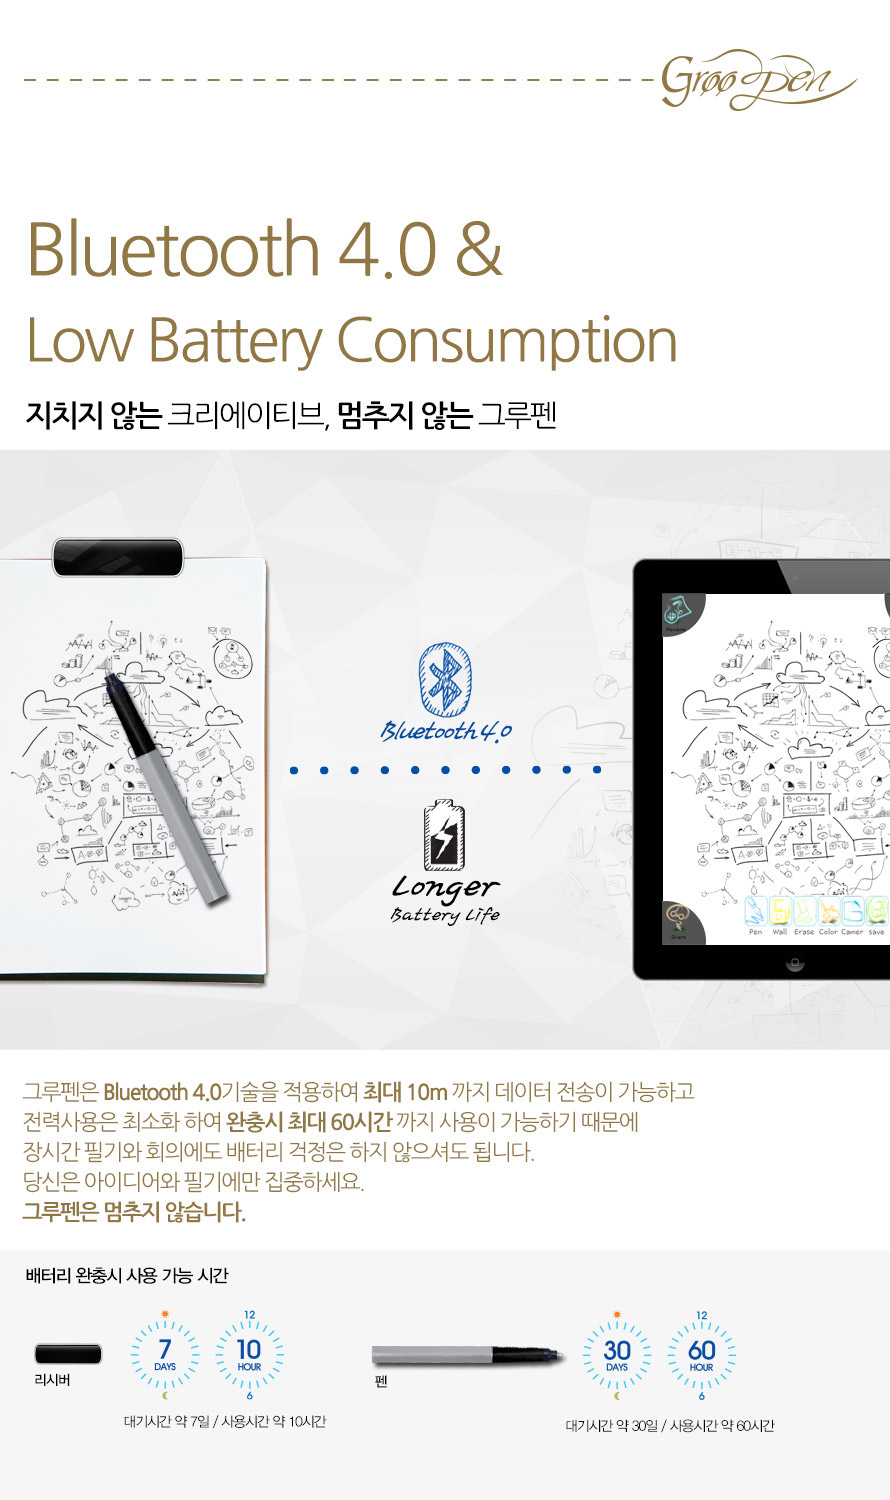 GrooPen
Bluetooth 4.0 &
Low Battery Consumption
지치지 않는 크리에이티브, 멈추지 않는 그루펜
Bluetooth 4.0
Longer
Battery Life
Share
Pen Wall Erase Color Camer save
그루펜은 Bluetooth 4.0기술을 적용하여 최대 10m 까지 데이터 전송이 가능하고
전력사용은 최소화 하여 완충시 최대 60시간 까지 사용이 가능하기 때문에
장시간 필기와 회의에도 배터리 걱정은 하지 않으셔도 됩니다.
당신은 아이디어와 필기에만 집중하세요.
그루펜은 멈추지 않습니다.
배터리 완충시 사용 가능 시간
12
7 DAYS
10 HOUR
6
리시버
대기시간 약 7일 / 사용시간 약 10시간
12
30 DAYS
60 HOUR
6
펜
대기시간 약 30일 / 사용시간 약 60시간